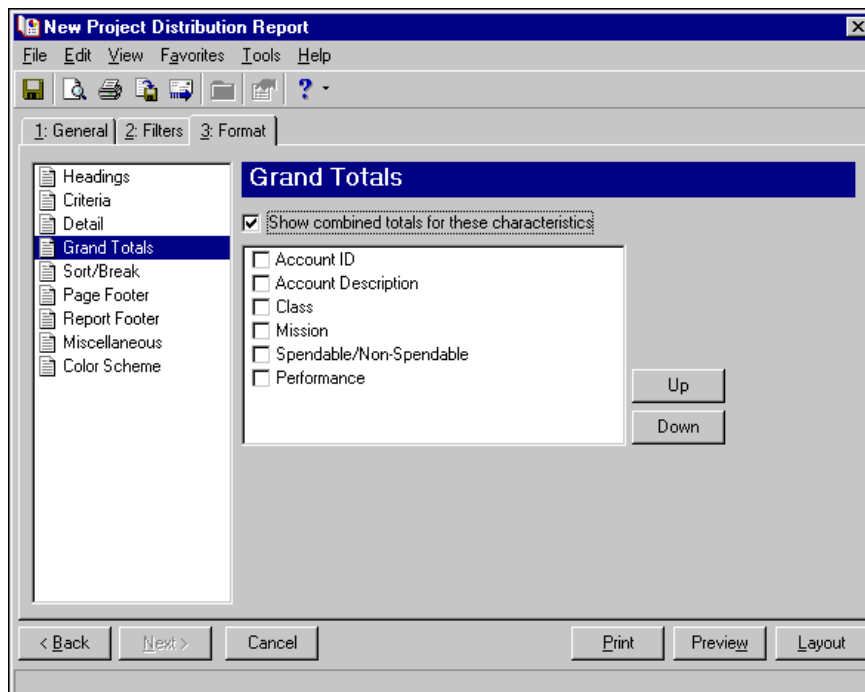 New Project Distribution Report
File Edit View Favorites Tools Help
1: General 2: Filters 3: Format
Headings
Criteria
Detail
Grand Totals
Sort/Break
Page Footer
Report Footer
Miscellaneous
Color Scheme
Grand Totals
Show combined totals for these characteristics
Account ID
Account Description
Class
Mission
Spendable/Non-Spendable
Performance
Up
Down
< Back Next > Cancel Print Preview Layout